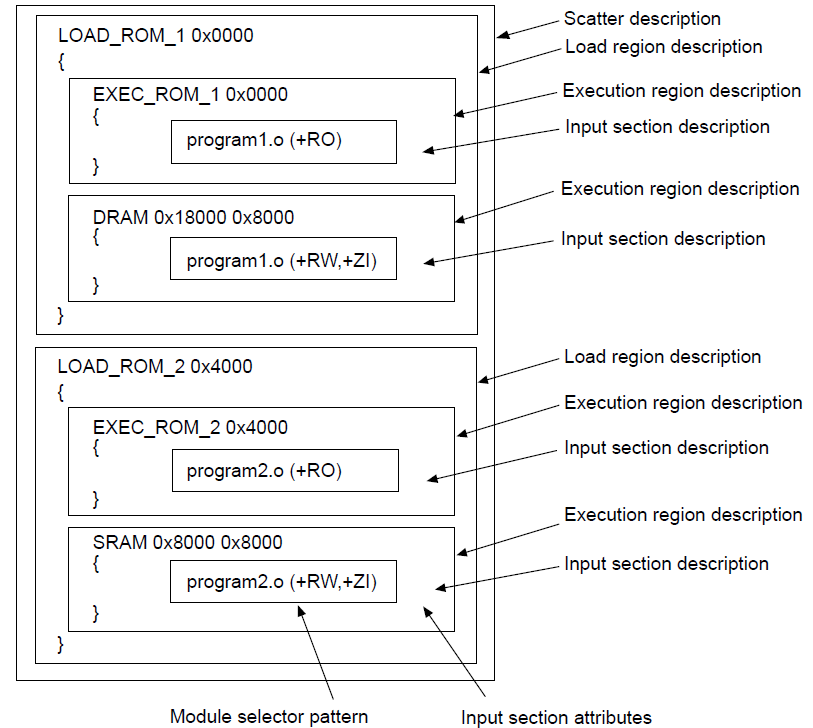 Scatter description
LOAD_ROM_1 0x0000
Load region description
{
EXEC_ROM_1 0x0000
Execution region description
{
program1.o (+RO)
Input section description
}
DRAM 0x18000 0x8000
Execution region description
{
program1.o (+RW,+ZI)
Input section description
}
}
LOAD_ROM_2 0x4000
Load region description
{
EXEC_ROM_2 0x4000
Execution region description
{
program2.o (+RO)
Input section description
}
SRAM 0x8000 0x8000
Execution region description
{
program2.o (+RW,+ZI)
Input section description
}
}
Module selector pattern
Input section attributes